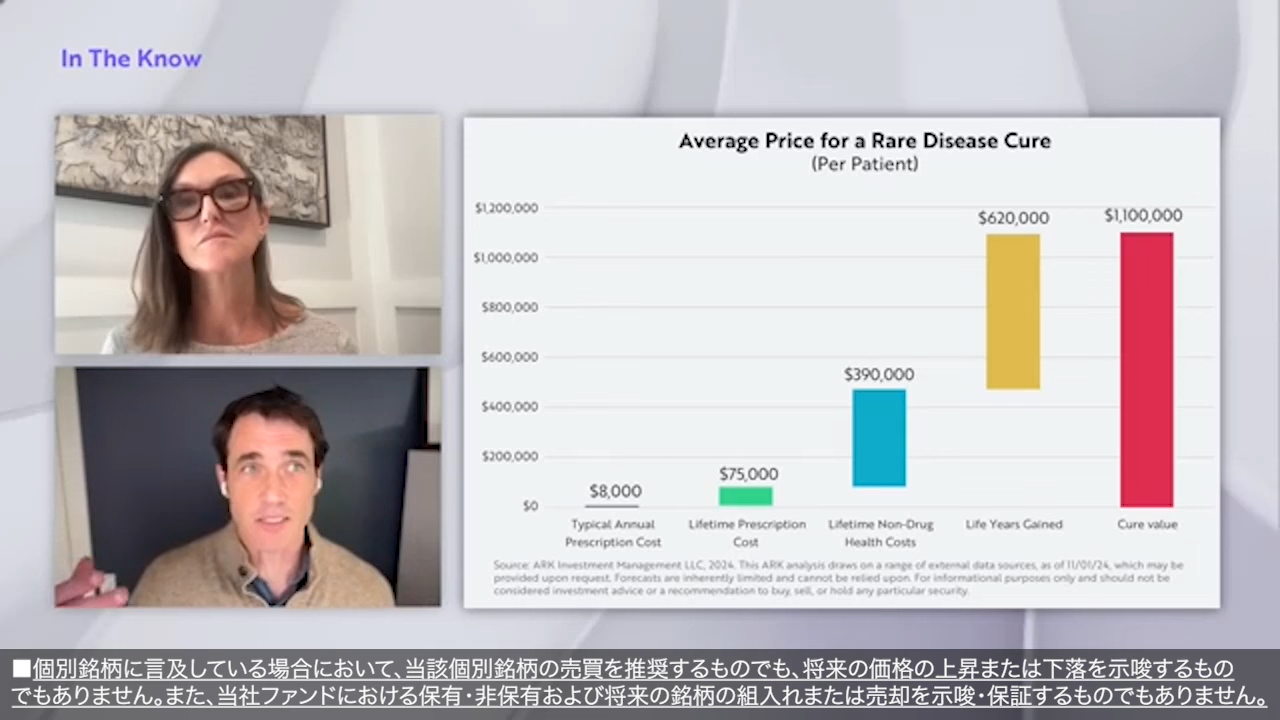 In The Know
Average Price for a Rare Disease Cure
(Per Patient)
$1,200,000
$1,000,000
$800,000
$600,000
$400,000
$200,000
$0
$8,000
$75,000
$390,000
$620,000
$1,100,000
Typical Annual
Prescription Cost
Lifetime Prescription
Cost
Lifetime Non-Drug
Health Costs
Life Years Gained
Cure value
Source: ARK Investment Management LLC, 2024. This ARK analysis draws on a range of external data sources, as of 11/01/24, which may be
provided upon request. Forecasts are inherently limited and cannot be relied upon. For informational purposes only and should not be
considered investment advice or a recommendation to buy, sell, or hold any particular security.
■個別銘柄に言及している場合において、当該個別銘柄の売買を推奨するものでも、将来の価格の上昇または下落を示唆するもの
でもありません。また、当社ファンドにおける保有・非保有および将来の銘柄の組入れまたは売却を示唆・保証するものでもありません。